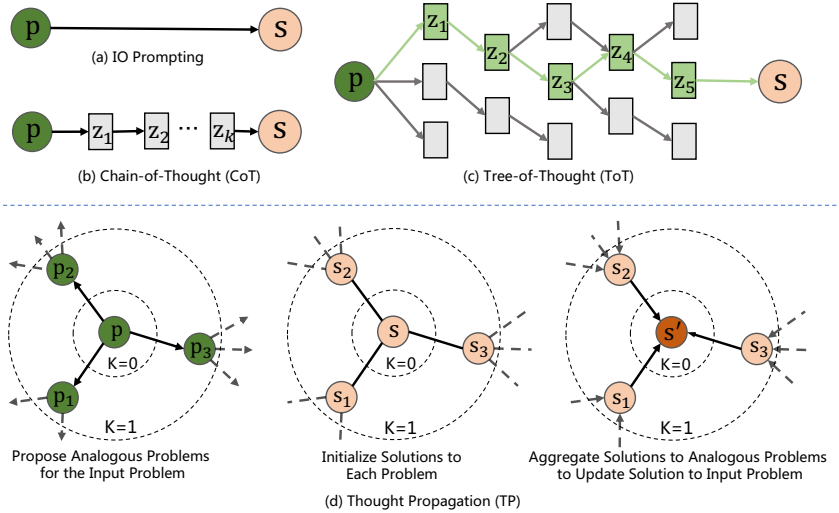 p
s
(a) IO Prompting
p
z₁
z₂
...
zₖ
s
(b) Chain-of-Thought (CoT)
p
z₁
z₂
z₃
z₄
z₅
s
(c) Tree-of-Thought (ToT)
p₂
p
p₃
K=0
p₁
K=1
Propose Analogous Problems
for the Input Problem
s₂
s
s₃
K=0
s₁
K=1
Initialize Solutions to
Each Problem
s₂
s′
s₃
K=0
s₁
K=1
Aggregate Solutions to Analogous Problems
to Update Solution to Input Problem
(d) Thought Propagation (TP)